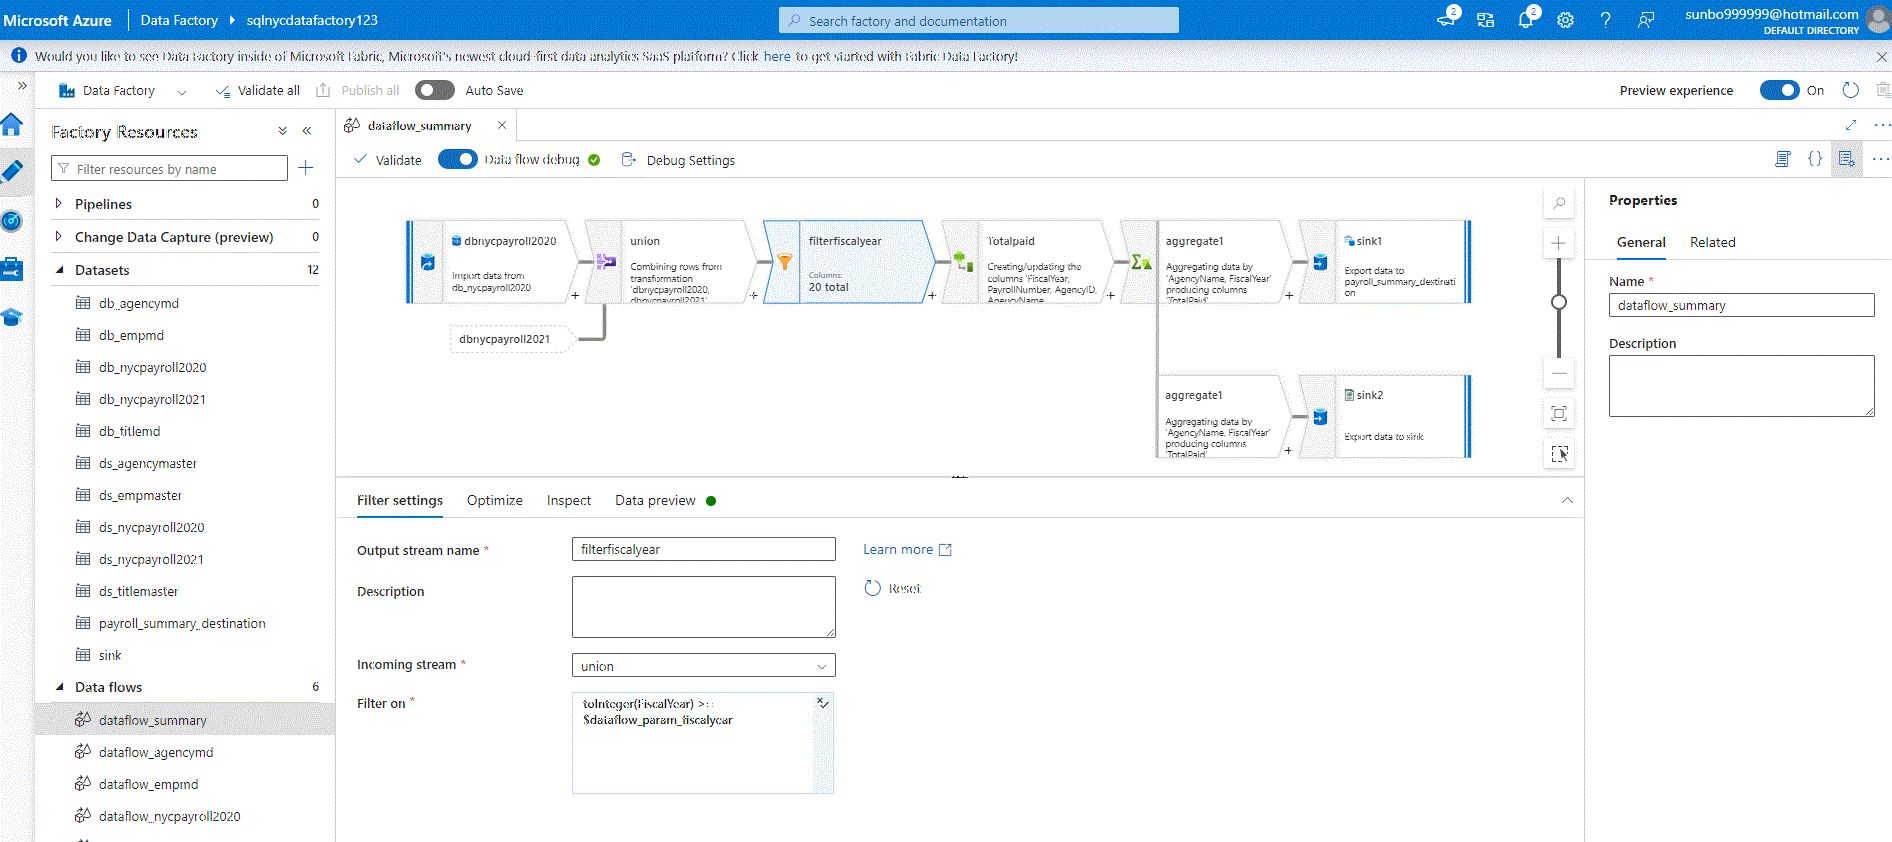 Microsoft Azure
Data Factory
sqlnycdatafactory123
Search factory and documentation
2
2
sunbo999999@hotmail.com
DEFAULT DIRECTORY
Would you like to see Data Factory inside of Microsoft Fabric, Microsoft's newest cloud-first data analytics SaaS platform? Click here to get started with Fabric Data Factory!
Data Factory
Validate all
Publish all
Auto Save
Preview experience
On
Factory Resources
Filter resources by name
Pipelines 0
Change Data Capture (preview) 0
Datasets 12
db_agencymd
db_empmd
db_nycpayroll2020
db_nycpayroll2021
db_titlemd
ds_agencymaster
ds_empmaster
ds_nycpayroll2020
ds_nycpayroll2021
ds_titlemaster
payroll_summary_destination
sink
Data flows 6
dataflow_summary
dataflow_agencymd
dataflow_empmd
dataflow_nycpayroll2020
dataflow_summary
Validate
Data flow debug
Debug Settings
dbnycpayroll2020
Import data from
db_nycpayroll2020
union
Combining rows from
transformation
'dbnycpayroll2020,
dbnycpayroll2021'
filterfiscalyear
Columns:
20 total
Totalpaid
Creating/updating the
columns 'FiscalYear,
PayrollNumber, AgencyID,
AgencyName,
aggregate1
Aggregating data by
'AgencyName, FiscalYear'
producing columns
'TotalPaid'
sink1
Export data to
payroll_summary_destinati
on
dbnycpayroll2021
aggregate1
Aggregating data by
'AgencyName, FiscalYear'
producing columns
'TotalPaid'
sink2
Export data to sink
Filter settings
Optimize
Inspect
Data preview
Output stream name *
filterfiscalyear
Learn more
Description
Reset
Incoming stream *
union
Filter on *
toInteger(FiscalYear) >=
$dataflow_param_fiscalyear
Properties
General
Related
Name *
dataflow_summary
Description